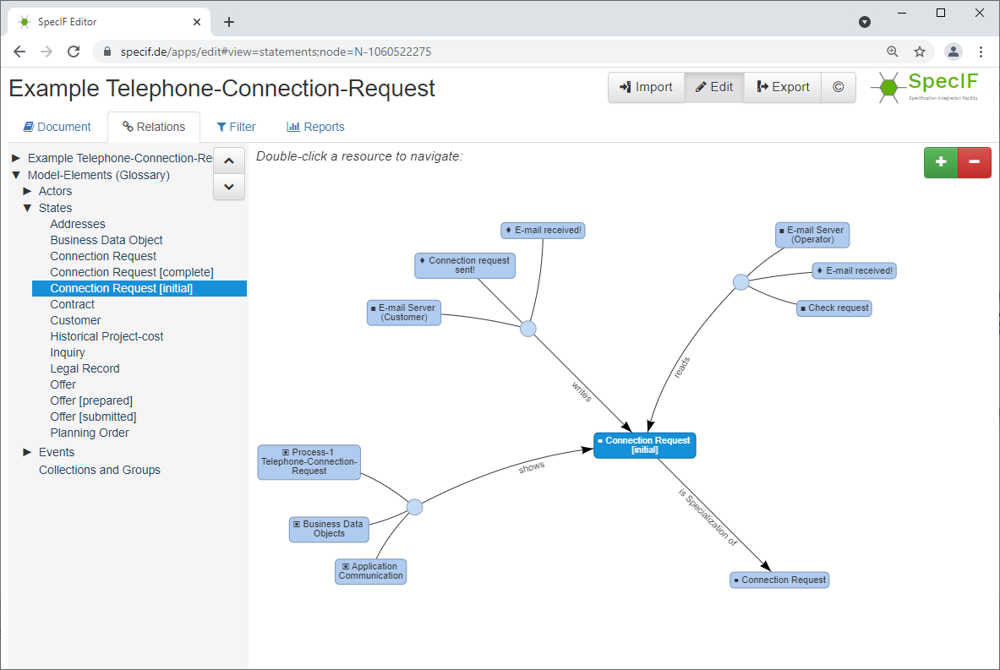 SpecIF Editor
specif.de/apps/edit#view=statements;node=N-1060522275
Example Telephone-Connection-Request
Import
Edit
Export
©
SpecIF
Specification Integration Facility
Document
Relations
Filter
Reports
Example Telephone-Connection-Re
Model-Elements (Glossary)
Actors
States
Addresses
Business Data Object
Connection Request
Connection Request [complete]
Connection Request [initial]
Contract
Customer
Historical Project-cost
Inquiry
Legal Record
Offer
Offer [prepared]
Offer [submitted]
Planning Order
Events
Collections and Groups
Double-click a resource to navigate:
E-mail received!
Connection request
sent!
E-mail Server
(Customer)
E-mail Server
(Operator)
E-mail received!
Check request
writes
reads
Connection Request
[initial]
Process-1
Telephone-Connection-
Request
shows
Business Data
Objects
Application
Communication
is Specialization of
Connection Request